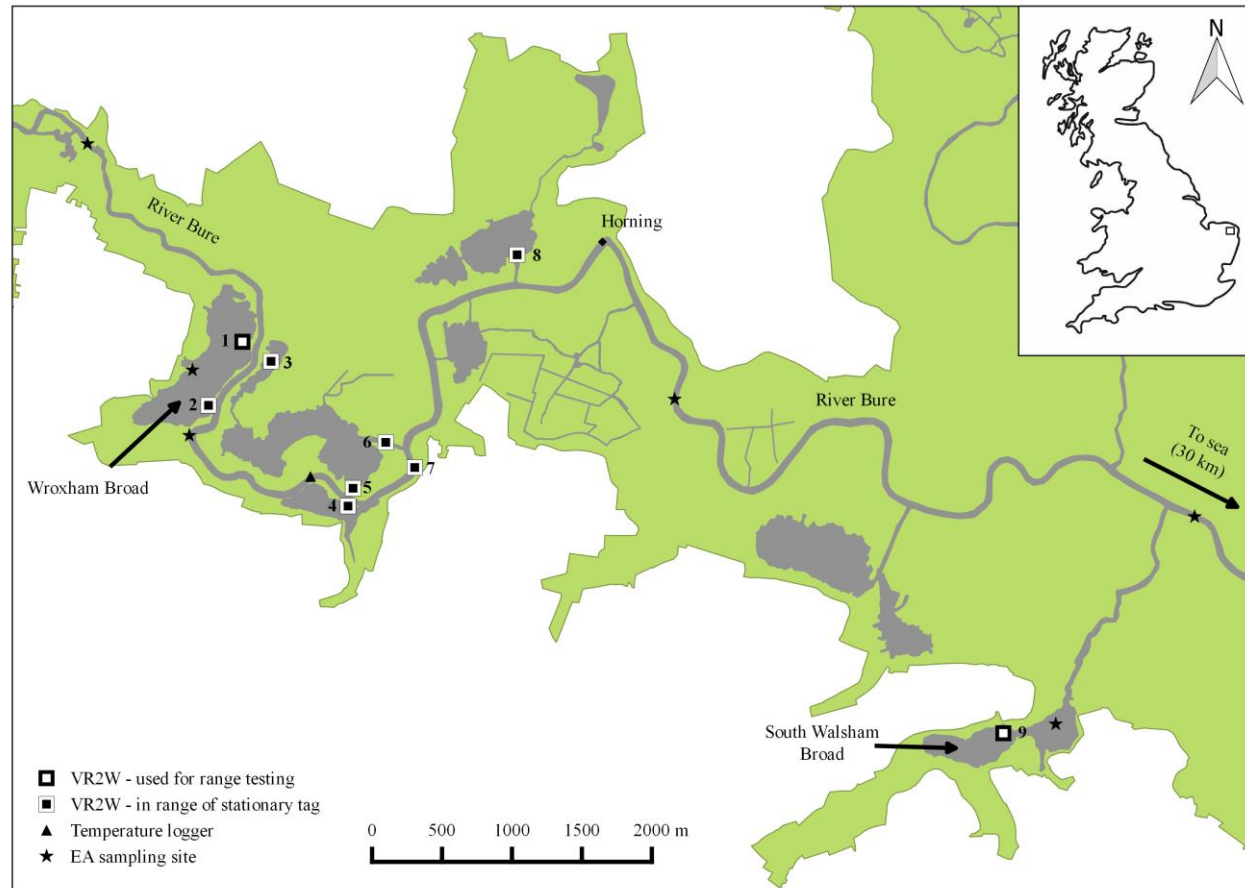 N
River Bure
Horning
8
1
3
2
River Bure
6
To sea
(30 km)
7
Wroxham Broad
5
4
South Walsham
Broad
9
VR2W - used for range testing
VR2W - in range of stationary tag
Temperature logger
EA sampling site
0 500 1000 1500 2000 m